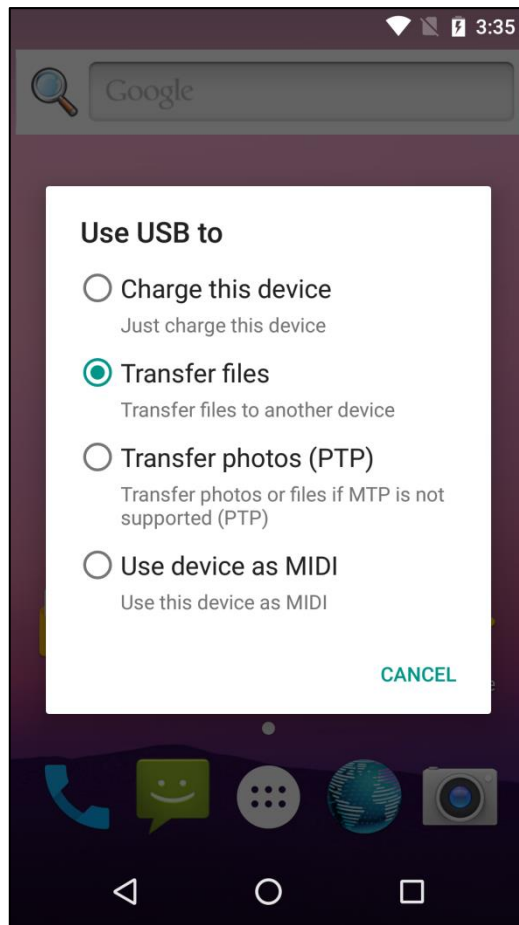 3:35
Google
Use USB to
Charge this device
Just charge this device
Transfer files
Transfer files to another device
Transfer photos (PTP)
Transfer photos or files if MTP is not
supported (PTP)
Use device as MIDI
Use this device as MIDI
CANCEL